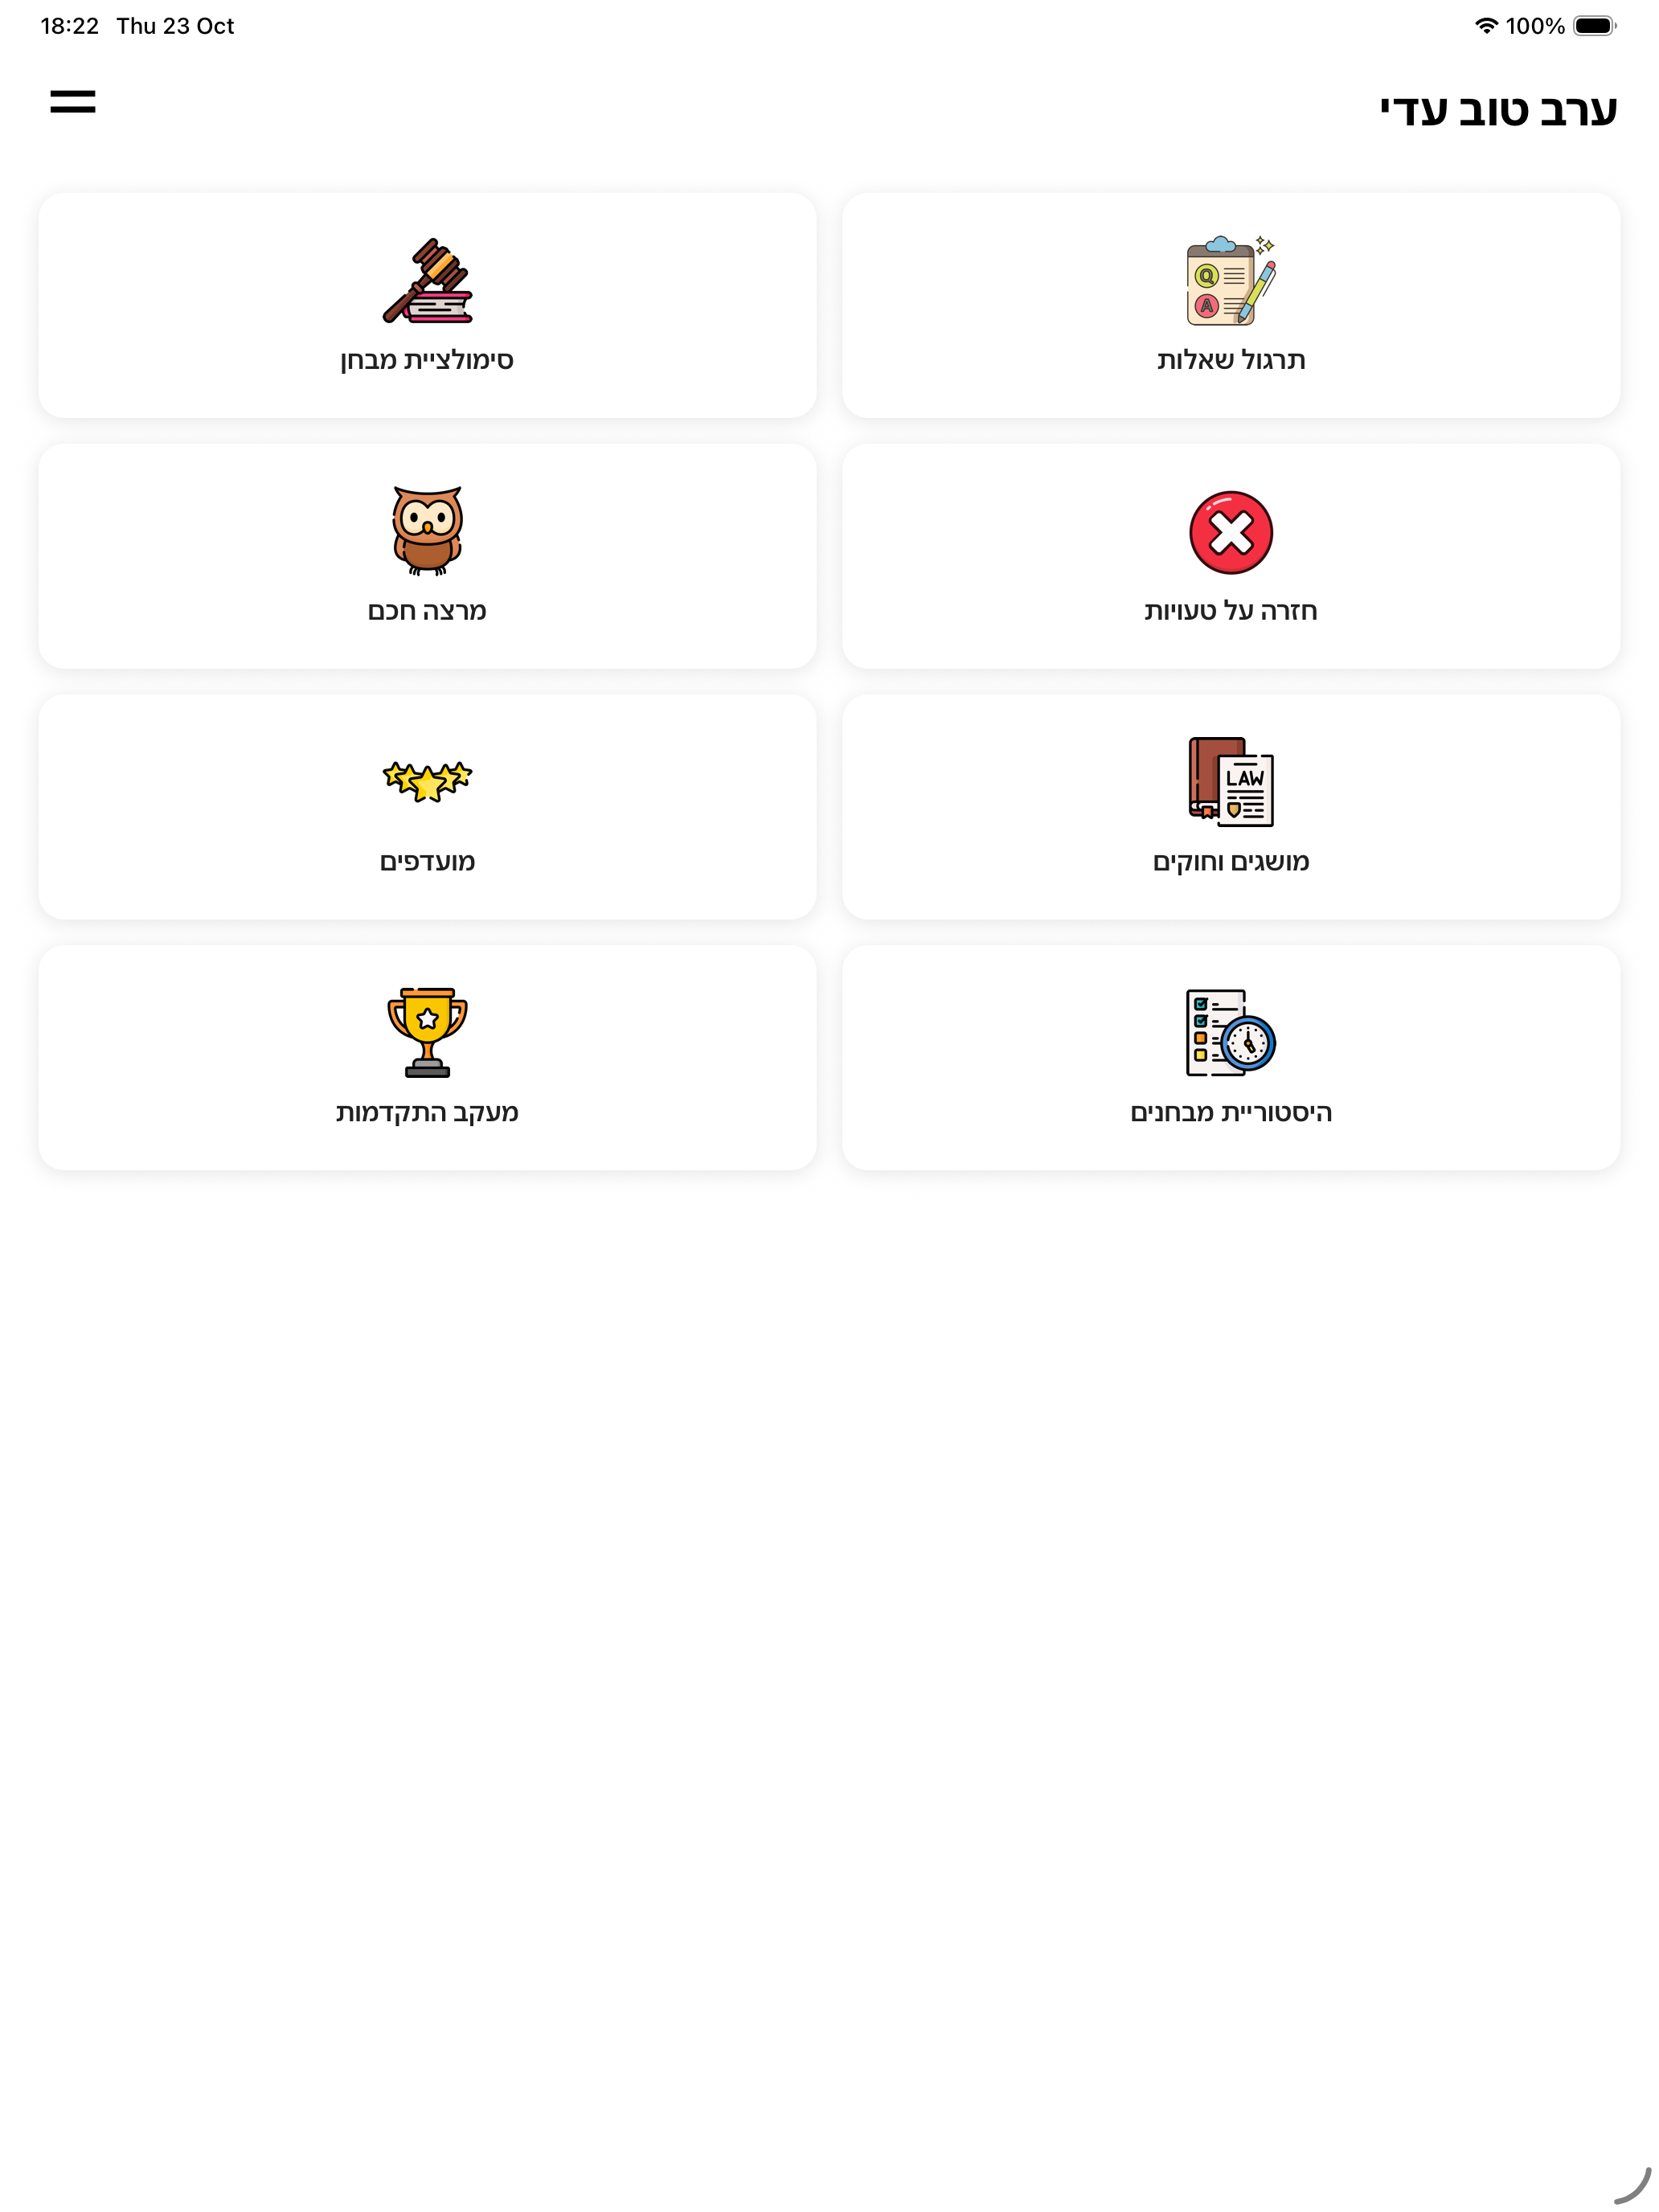 18:22 Thu 23 Oct 100%
ערב טוב עדי
Q
A
תרגול שאלות
סימולציית מבחן
חזרה על טעויות
מרצה חכם
LAW
מושגים וחוקים
מועדפים
היסטוריית מבחנים
מעקב התקדמות